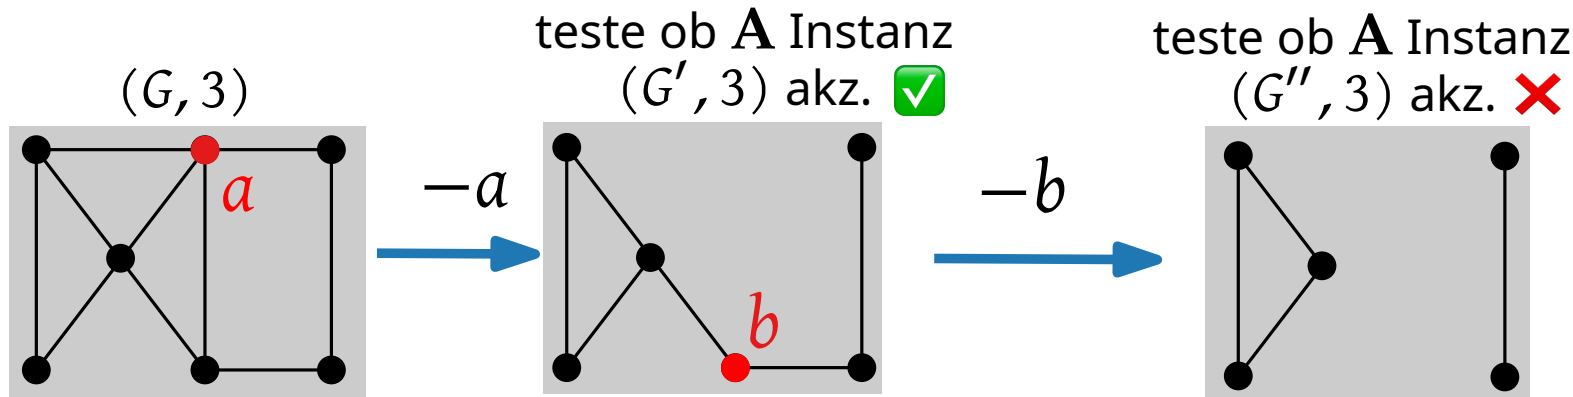 (G, 3)
a
−a
teste ob A Instanz
(G′, 3) akz. ✅
b
−b
teste ob A Instanz
(G′′, 3) akz. ❌